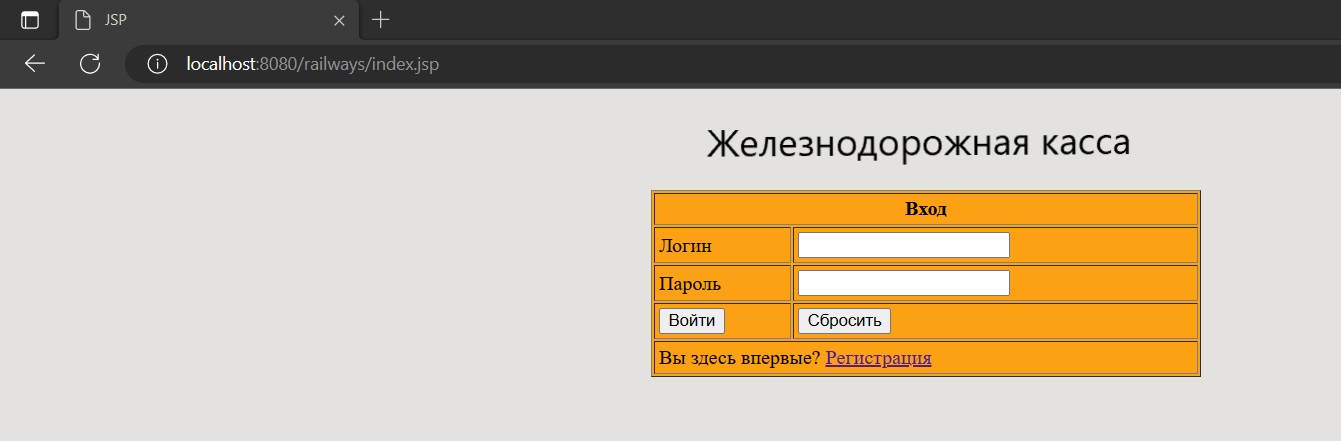 JSP
localhost:8080/railways/index.jsp
Железнодорожная касса
Вход
Логин
Пароль
Войти Сбросить
Вы здесь впервые? Регистрация